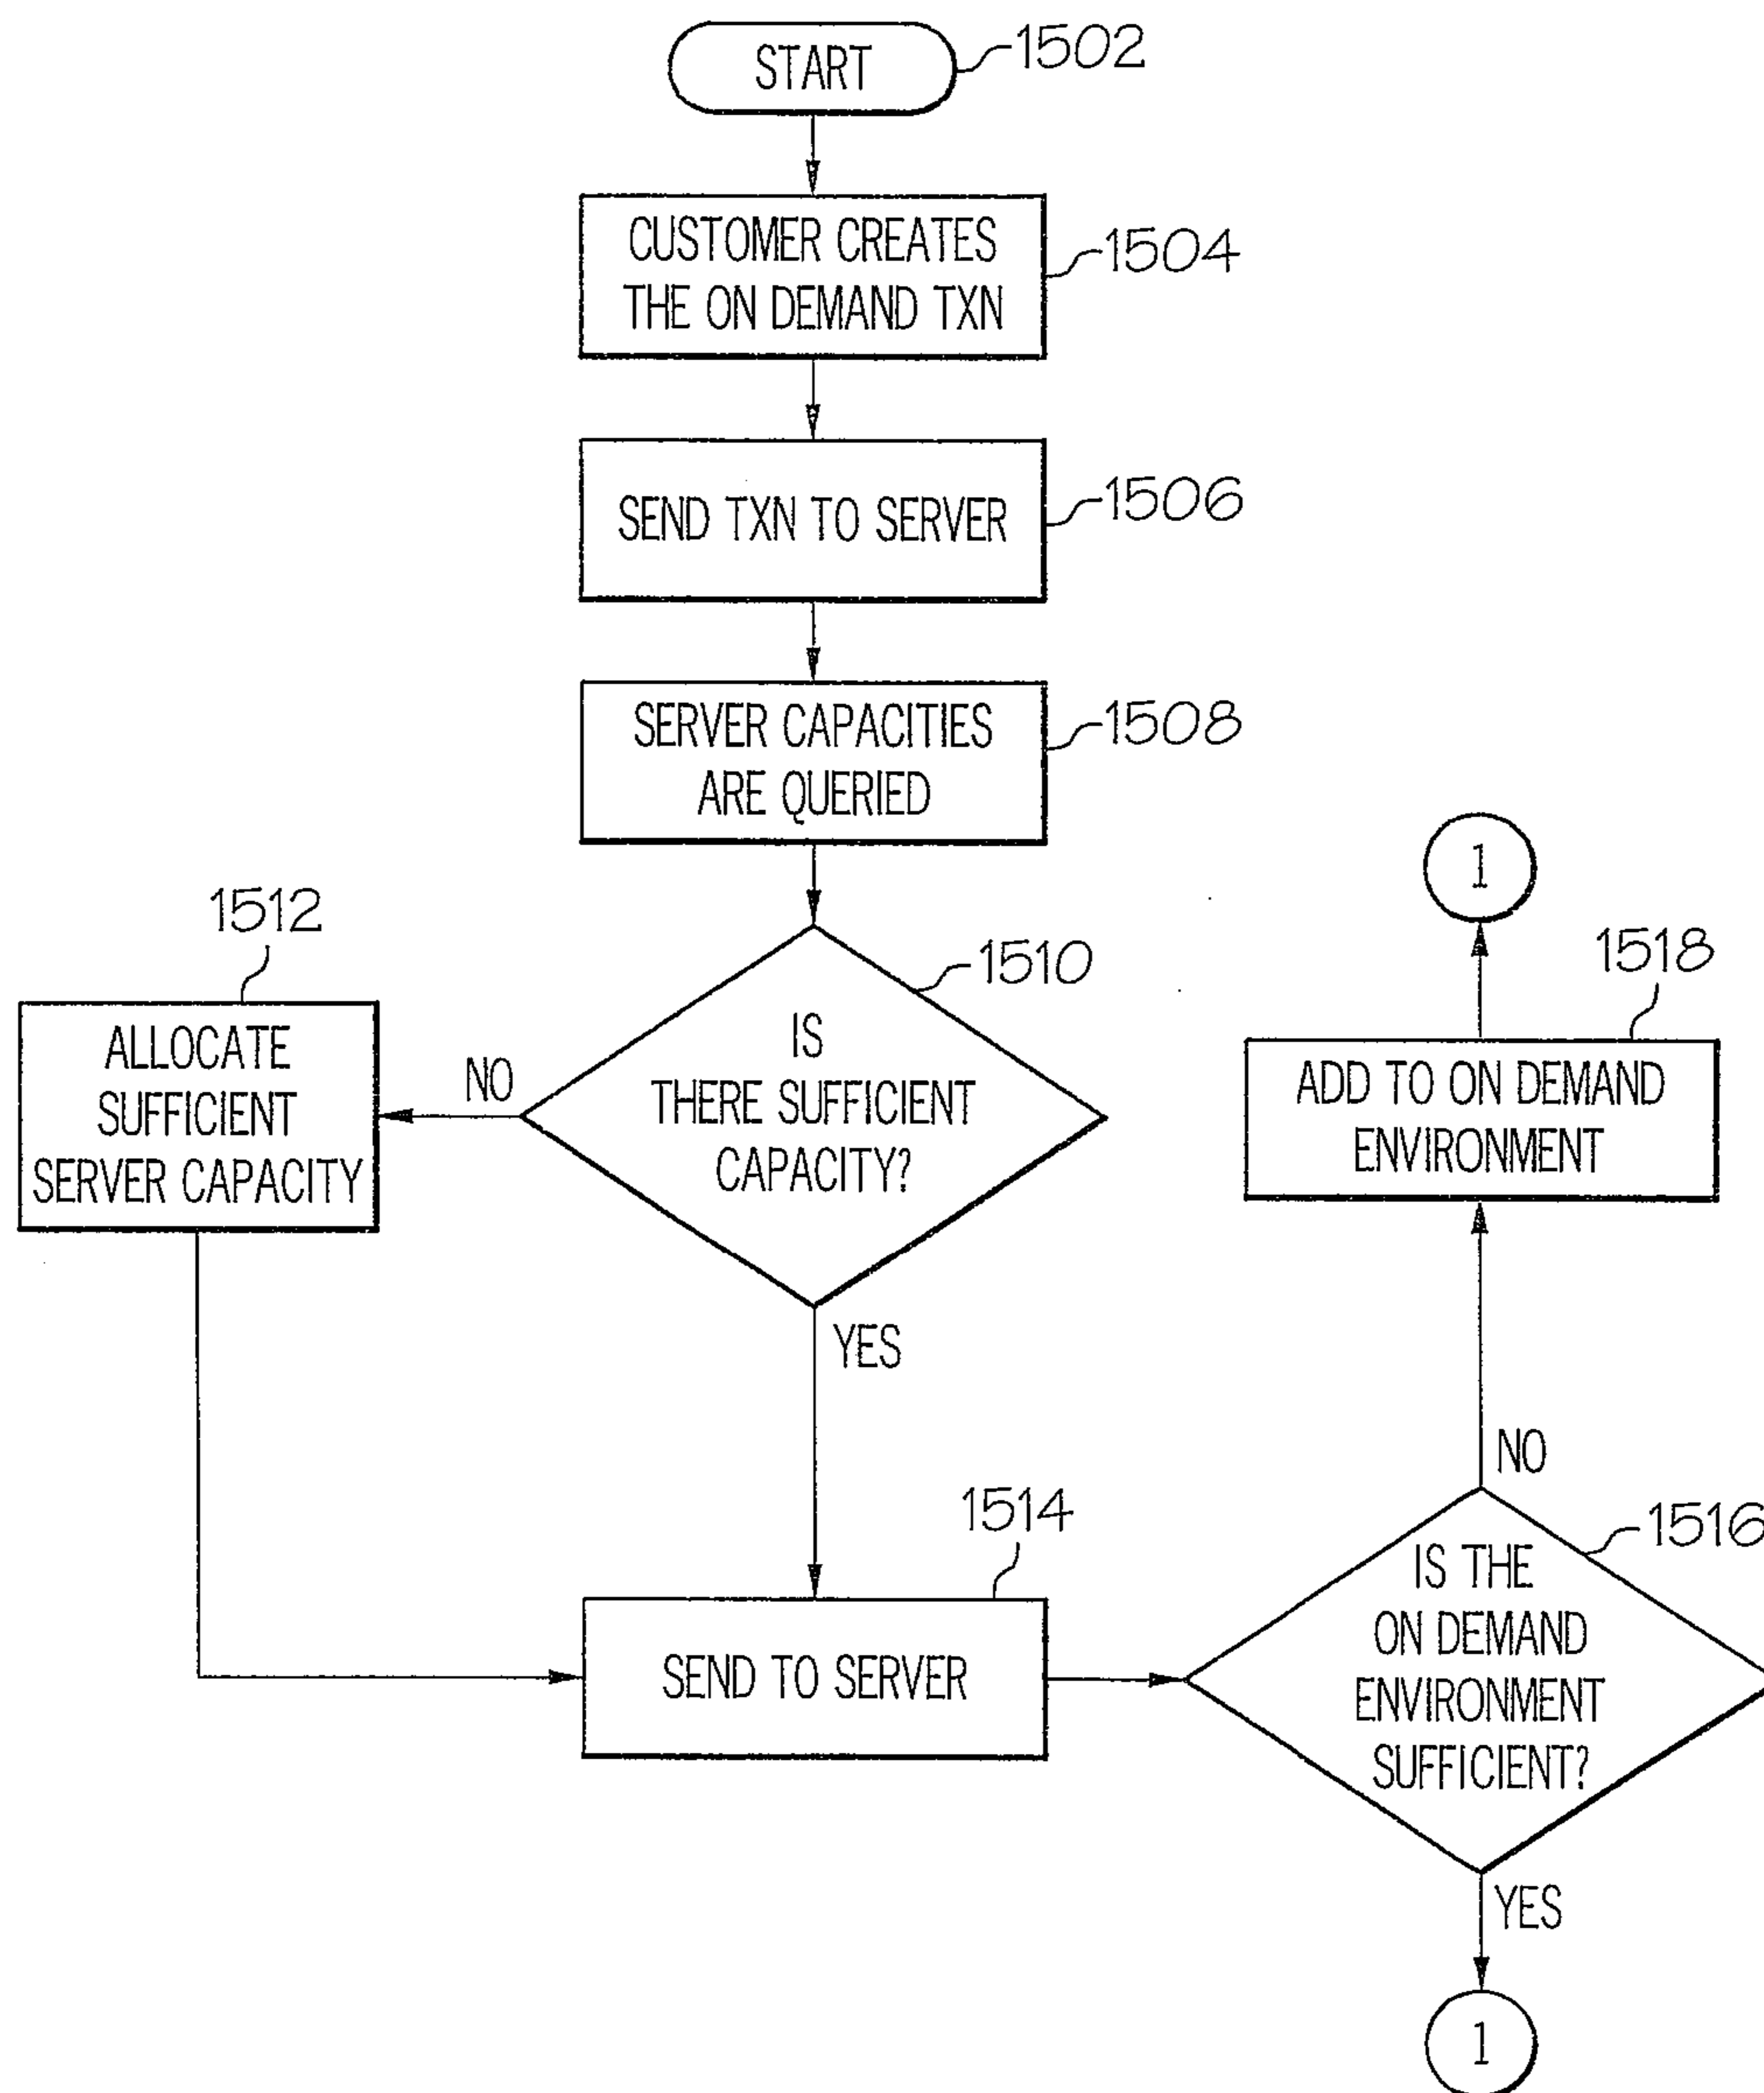 START
1502
CUSTOMER CREATES
THE ON DEMAND TXN
1504
SEND TXN TO SERVER
1506
SERVER CAPACITIES
ARE QUERIED
1508
IS
THERE SUFFICIENT
CAPACITY?
1510
NO
YES
1512
ALLOCATE
SUFFICIENT
SERVER CAPACITY
1514
SEND TO SERVER
1516
IS THE
ON DEMAND
ENVIRONMENT
SUFFICIENT?
NO
YES
1518
ADD TO ON DEMAND
ENVIRONMENT
1
1